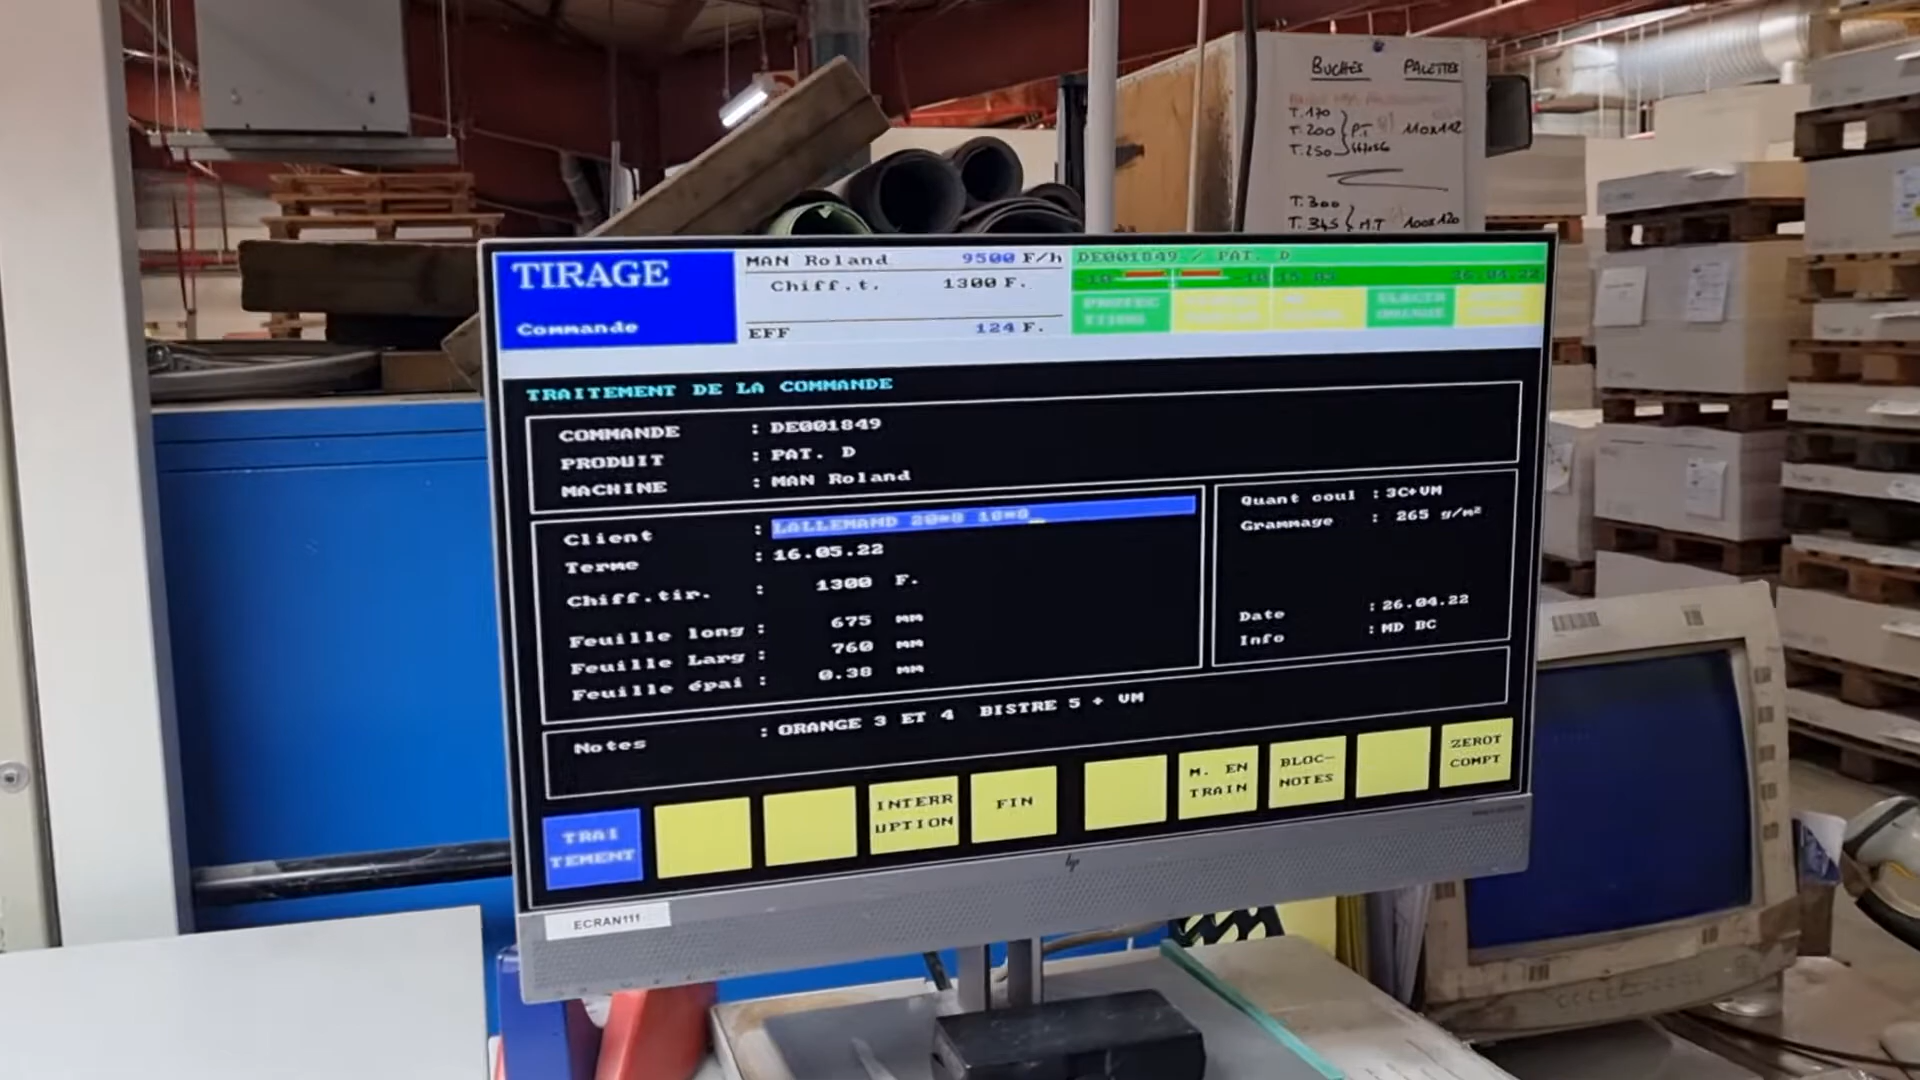 BUCHES PALETTES
T.170
T.200 P.T 110x112
T.250
T.300
T.345 M.T 100x120
TIRAGE
Commande
MAN Roland 9500 F/h
Chiff.t. 1300 F.
EFF 124 F.
DE001849 / PAT. D
26.04.22
TRAITEMENT DE LA COMMANDE
COMMANDE : DE001849
PRODUIT : PAT. D
MACHINE : MAN Roland
Client : LALLEMAND
Terme : 16.05.22
Chiff.tir. : 1300 F.
Feuille long : 675 mm
Feuille Larg : 760 mm
Feuille épai : 0.38 mm
Quant coul : 3C+VM
Grammage : 265 g/m²
Date : 26.04.22
Info : MD BC
Notes : ORANGE 3 ET 4 BISTRE 5 + VM
TRAI
TEMENT
INTERR
UPTION
FIN
M. EN
TRAIN
BLOC-
NOTES
ZEROT
COMPT
hp
ECRAN111